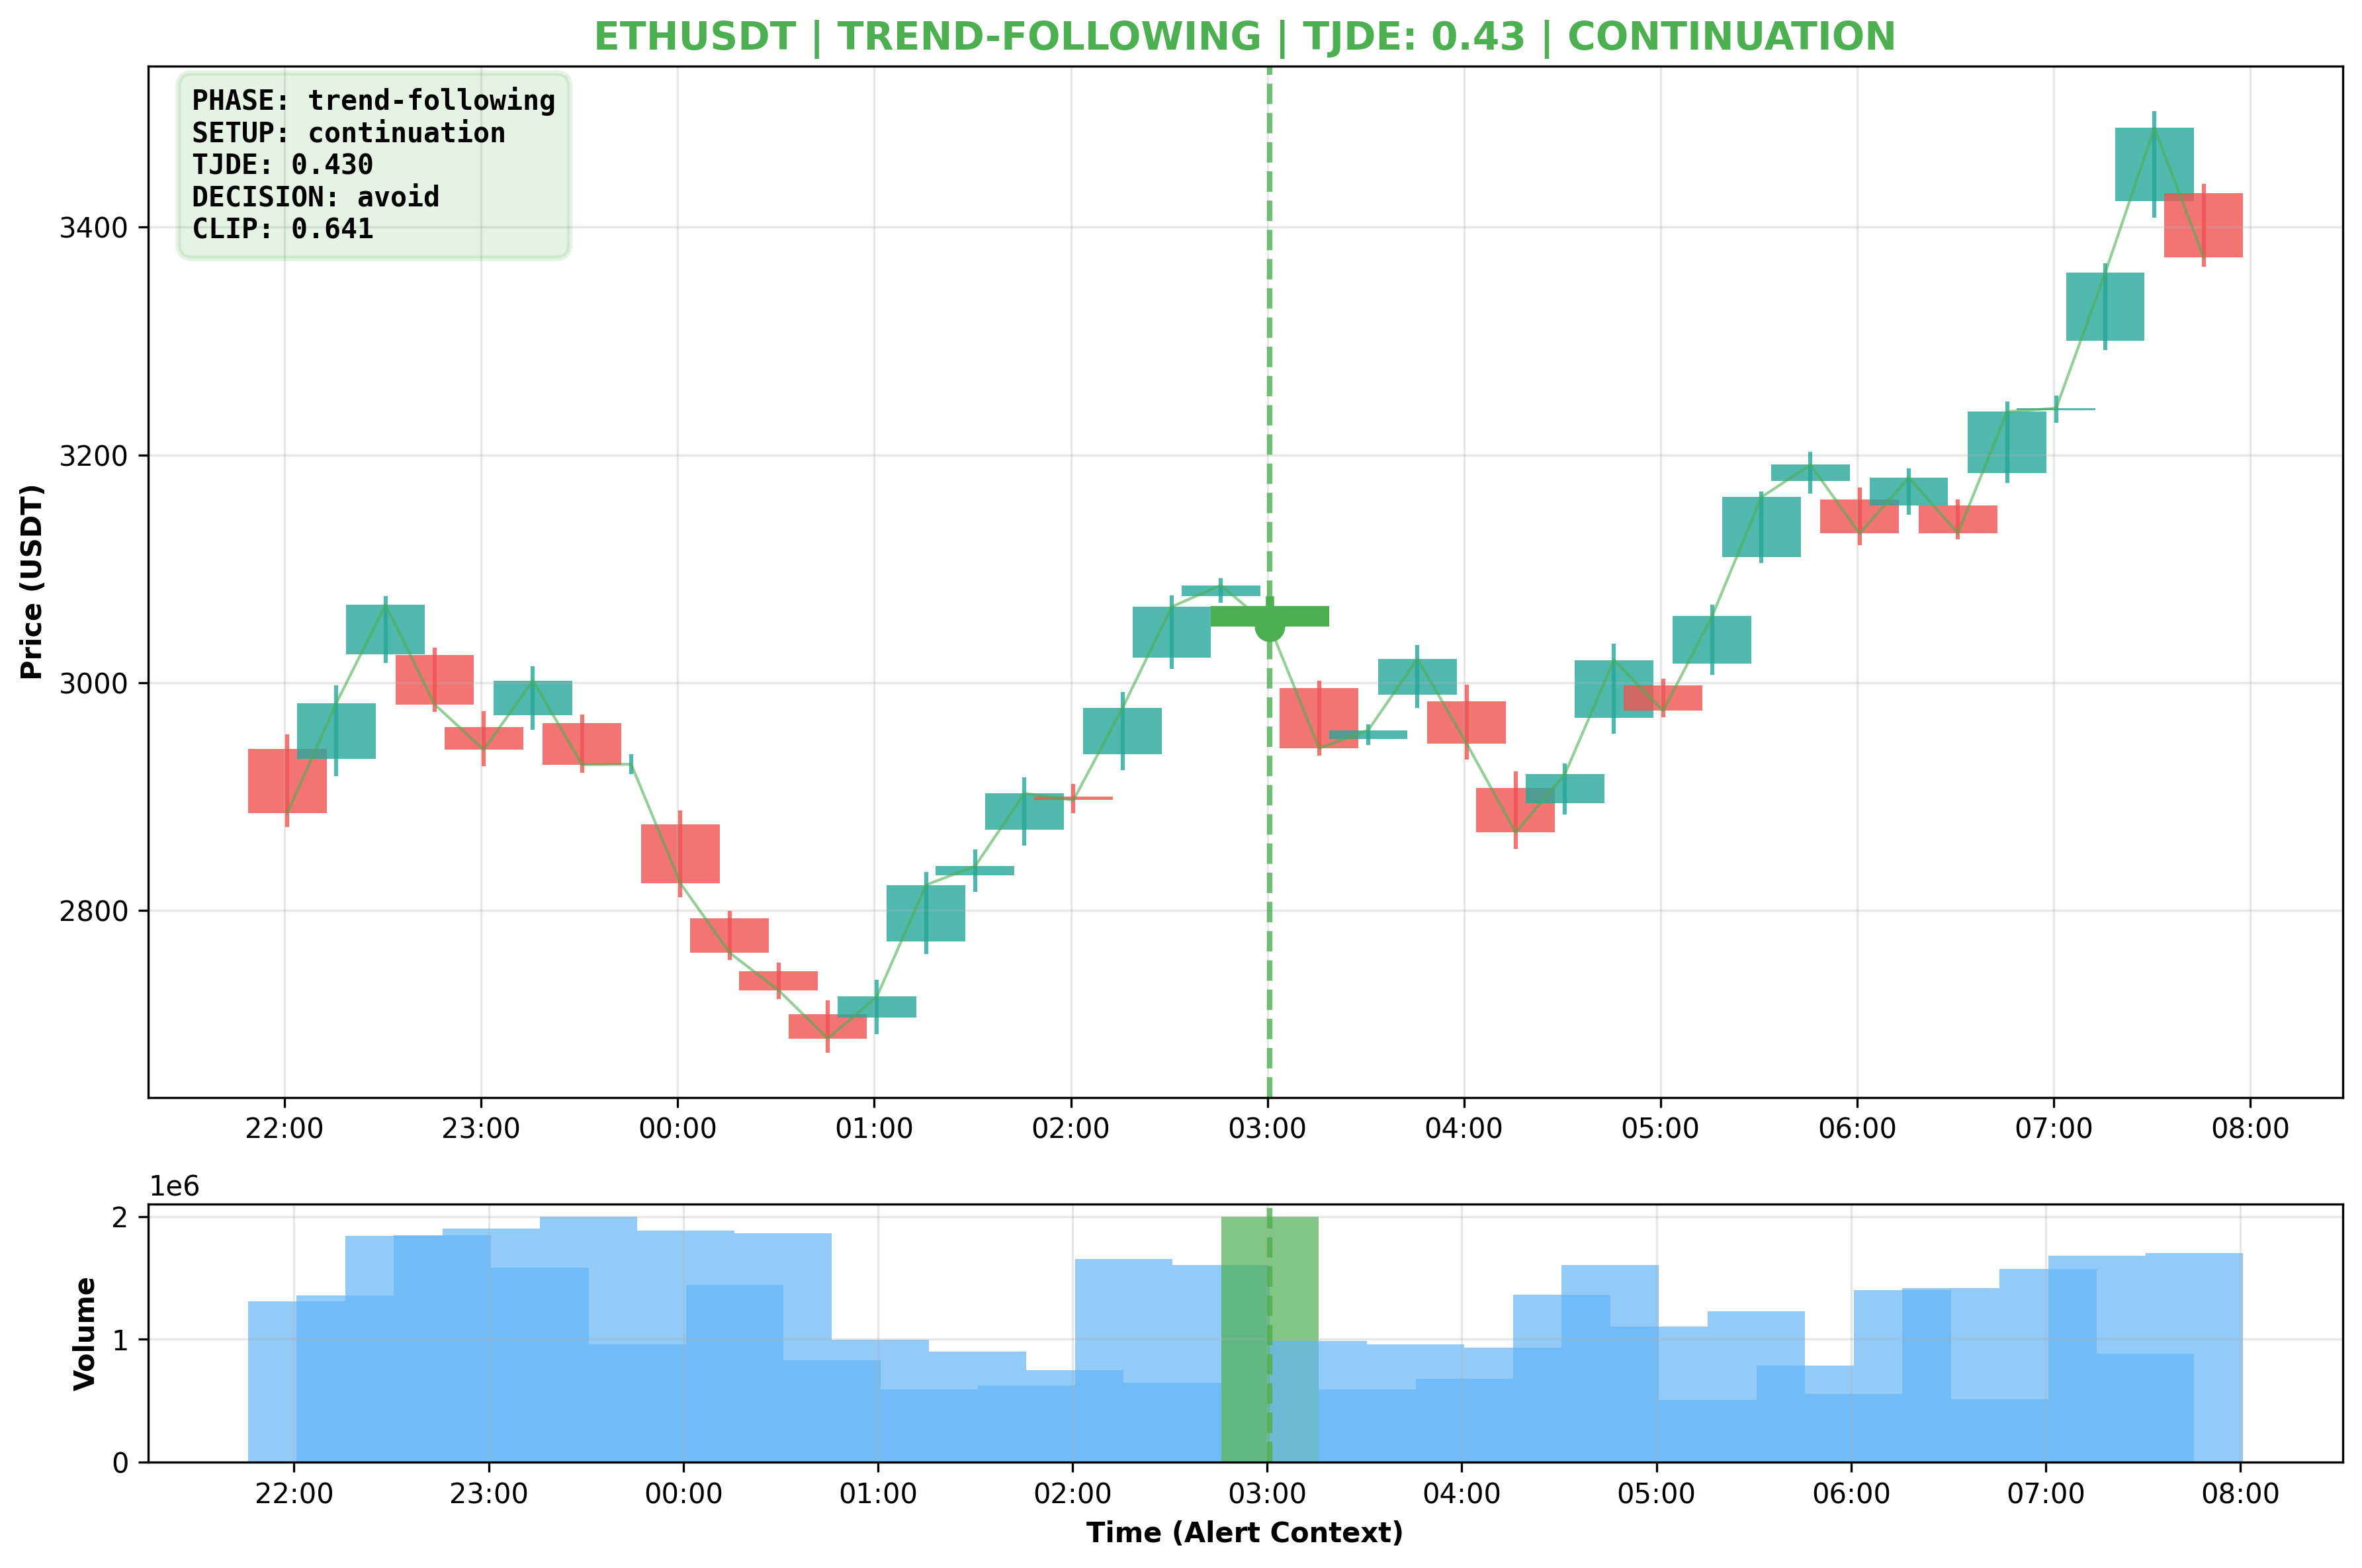 ETHUSDT | TREND-FOLLOWING | TJDE: 0.43 | CONTINUATION
PHASE: trend-following
SETUP: continuation
TJDE: 0.430
DECISION: avoid
CLIP: 0.641
Price (USDT)
3400
3200
3000
2800
22:00 23:00 00:00 01:00 02:00 03:00 04:00 05:00 06:00 07:00 08:00
1e6
Volume
2
1
0
22:00 23:00 00:00 01:00 02:00 03:00 04:00 05:00 06:00 07:00 08:00
Time (Alert Context)